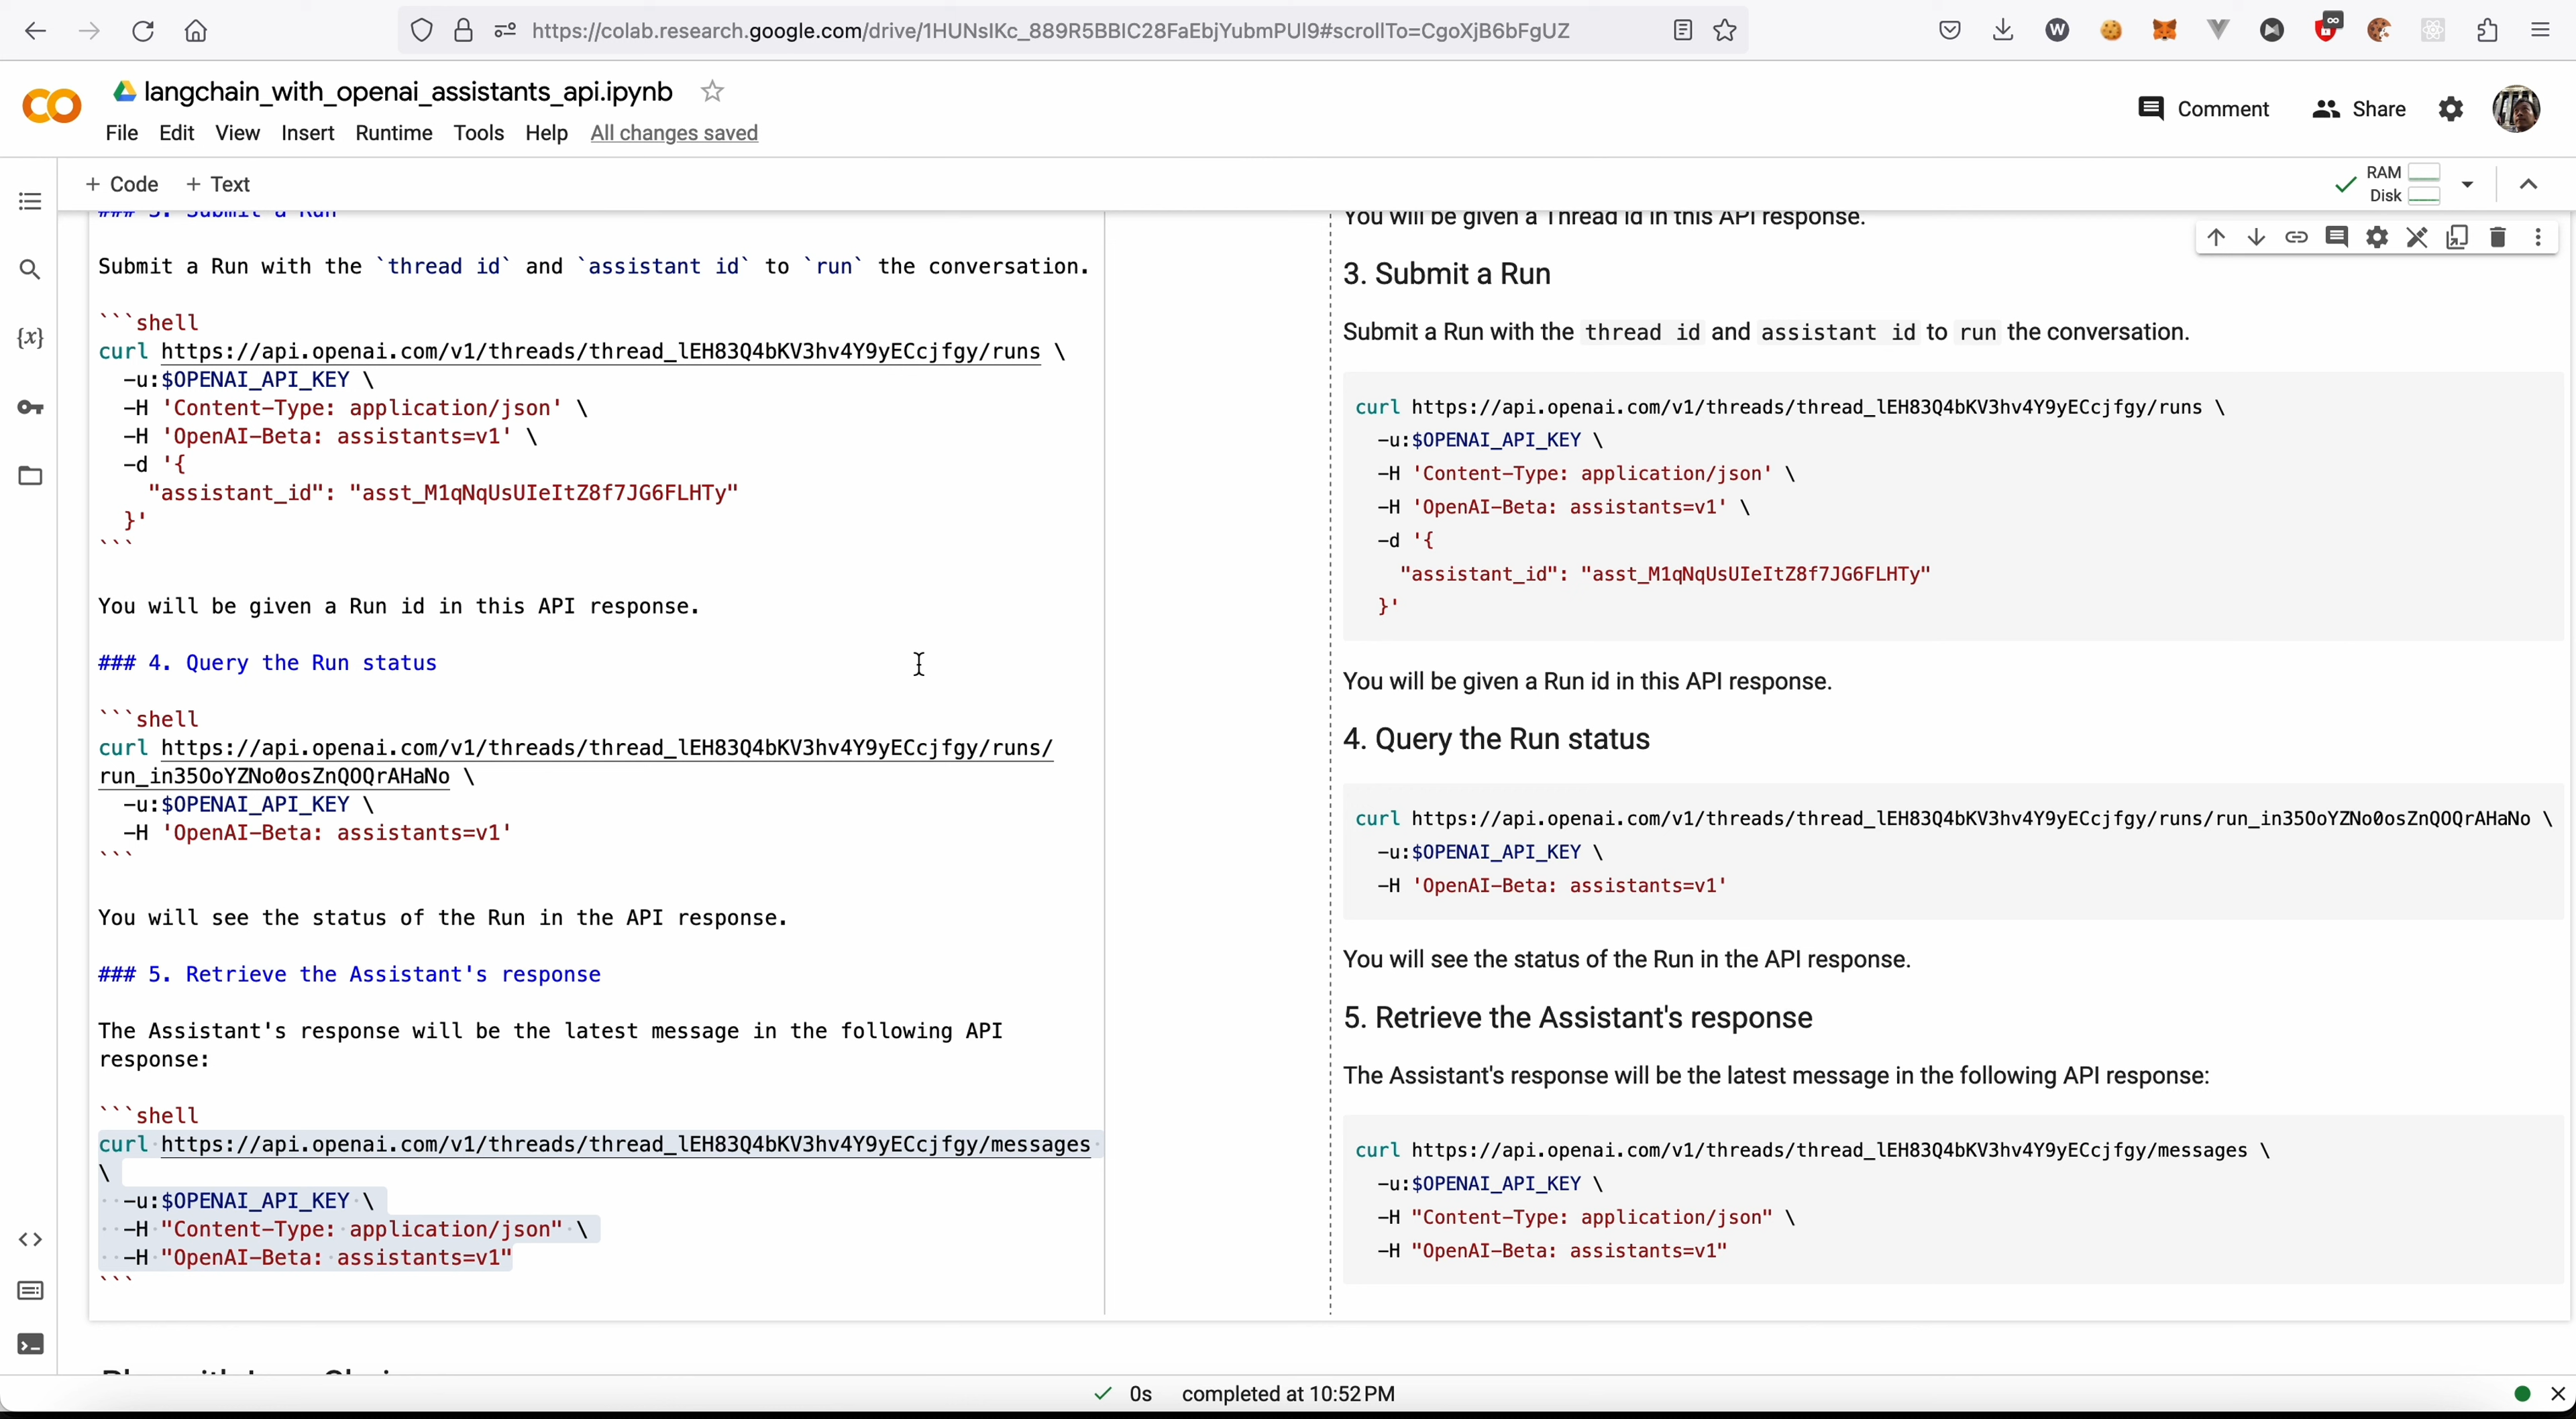 https://colab.research.google.com/drive/1HUNsIKc_889R5BBIC28FaEbjYubmPUI9#scrollTo=CgoXjB6bFgUZ
langchain_with_openai_assistants_api.ipynb
File Edit View Insert Runtime Tools Help All changes saved
Comment
Share
+ Code + Text
RAM
Disk
### 3. Submit a Run
Submit a Run with the `thread id` and `assistant id` to `run` the conversation.
```shell
curl https://api.openai.com/v1/threads/thread_lEH83Q4bKV3hv4Y9yECcjfgy/runs \
-u:$OPENAI_API_KEY \
-H 'Content-Type: application/json' \
-H 'OpenAI-Beta: assistants=v1' \
-d '{
"assistant_id": "asst_M1qNqUsUIeItZ8f7JG6FLHTy"
}'
```
You will be given a Run id in this API response.
### 4. Query the Run status
```shell
curl https://api.openai.com/v1/threads/thread_lEH83Q4bKV3hv4Y9yECcjfgy/runs/
run_in35OoYZNo0osZnQOQrAHaNo \
-u:$OPENAI_API_KEY \
-H 'OpenAI-Beta: assistants=v1'
```
You will see the status of the Run in the API response.
### 5. Retrieve the Assistant's response
The Assistant's response will be the latest message in the following API
response:
```shell
curl https://api.openai.com/v1/threads/thread_lEH83Q4bKV3hv4Y9yECcjfgy/messages
\
-u:$OPENAI_API_KEY \
-H "Content-Type: application/json" \
-H "OpenAI-Beta: assistants=v1"
```
You will be given a Thread id in this API response.
3. Submit a Run
Submit a Run with the thread id and assistant id to run the conversation.
curl https://api.openai.com/v1/threads/thread_lEH83Q4bKV3hv4Y9yECcjfgy/runs \
-u:$OPENAI_API_KEY \
-H 'Content-Type: application/json' \
-H 'OpenAI-Beta: assistants=v1' \
-d '{
"assistant_id": "asst_M1qNqUsUIeItZ8f7JG6FLHTy"
}'
You will be given a Run id in this API response.
4. Query the Run status
curl https://api.openai.com/v1/threads/thread_lEH83Q4bKV3hv4Y9yECcjfgy/runs/run_in35OoYZNo0osZnQOQrAHaNo \
-u:$OPENAI_API_KEY \
-H 'OpenAI-Beta: assistants=v1'
You will see the status of the Run in the API response.
5. Retrieve the Assistant's response
The Assistant's response will be the latest message in the following API response:
curl https://api.openai.com/v1/threads/thread_lEH83Q4bKV3hv4Y9yECcjfgy/messages \
-u:$OPENAI_API_KEY \
-H "Content-Type: application/json" \
-H "OpenAI-Beta: assistants=v1"
0s completed at 10:52 PM